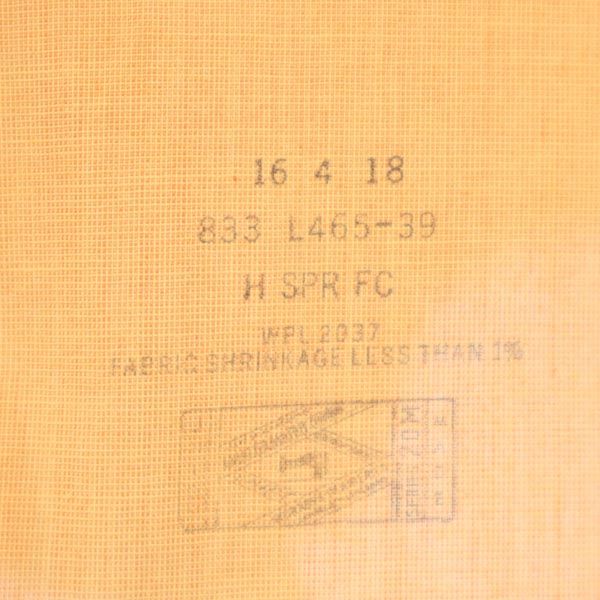 16 4 18
833 L465-39
H SPR FC
WPL 2037
FABRIC SHRINKAGE LESS THAN 1%